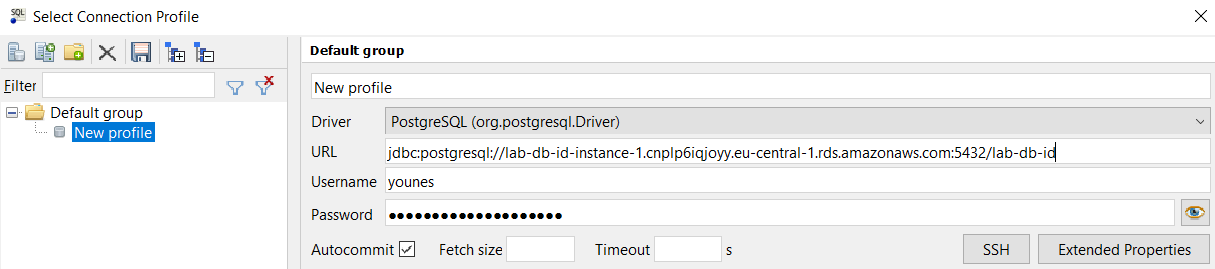 SQL Select Connection Profile
Default group
Filter
New profile
Default group
New profile
Driver PostgreSQL (org.postgresql.Driver)
URL jdbc:postgresql://lab-db-id-instance-1.cnplp6iqjoyy.eu-central-1.rds.amazonaws.com:5432/lab-db-id
Username younes
Password ●●●●●●●●●●●●●●●●●●●●
Autocommit Fetch size Timeout s SSH Extended Properties